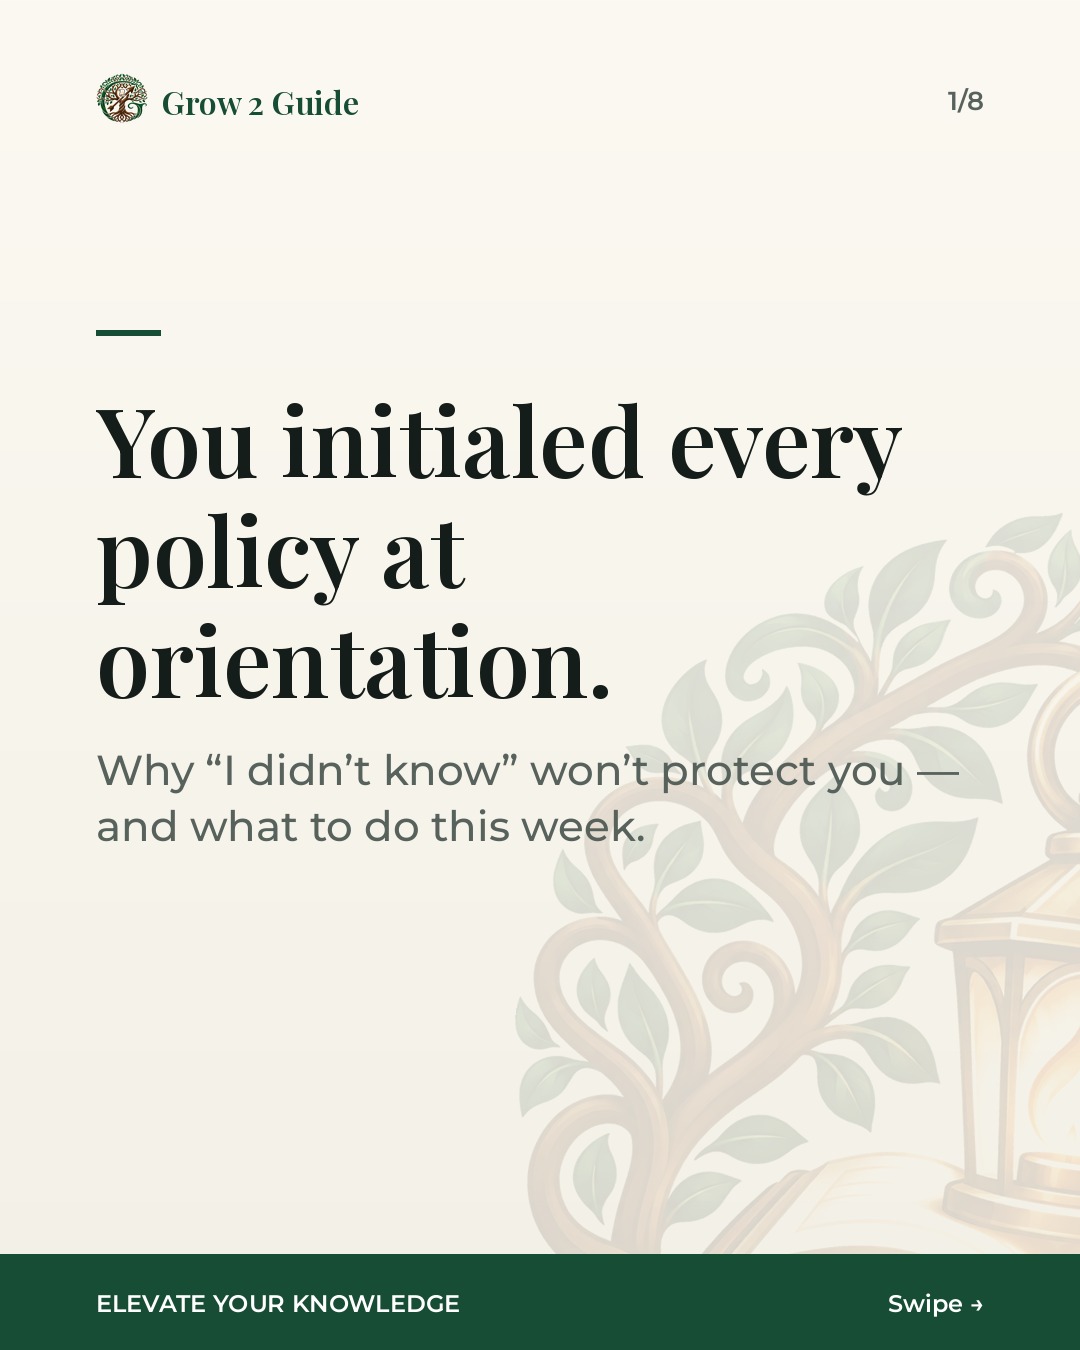 Grow 2 Guide
1/8
You initialed every
policy at
orientation.
Why “I didn’t know” won’t protect you —
and what to do this week.
ELEVATE YOUR KNOWLEDGE
Swipe →